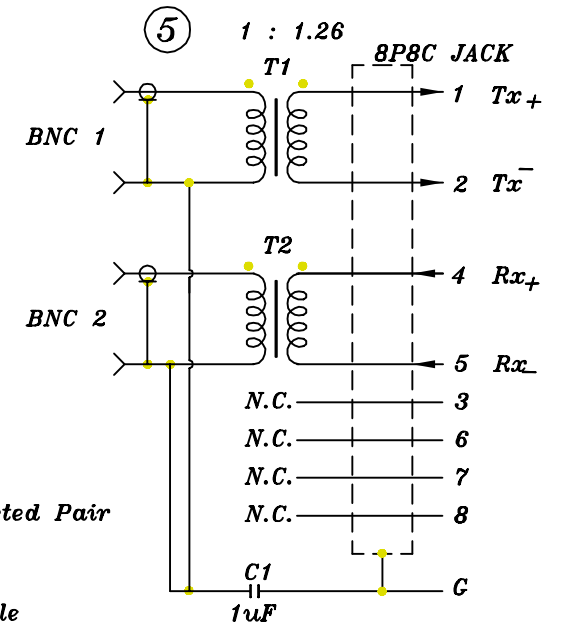 5
1 : 1.26
8P8C JACK
T1
1 Tx+
BNC 1
2 Tx-
T2
4 Rx+
BNC 2
5 Rx-
N.C. 3
N.C. 6
N.C. 7
ted Pair
N.C. 8
C1
G
1uF
le